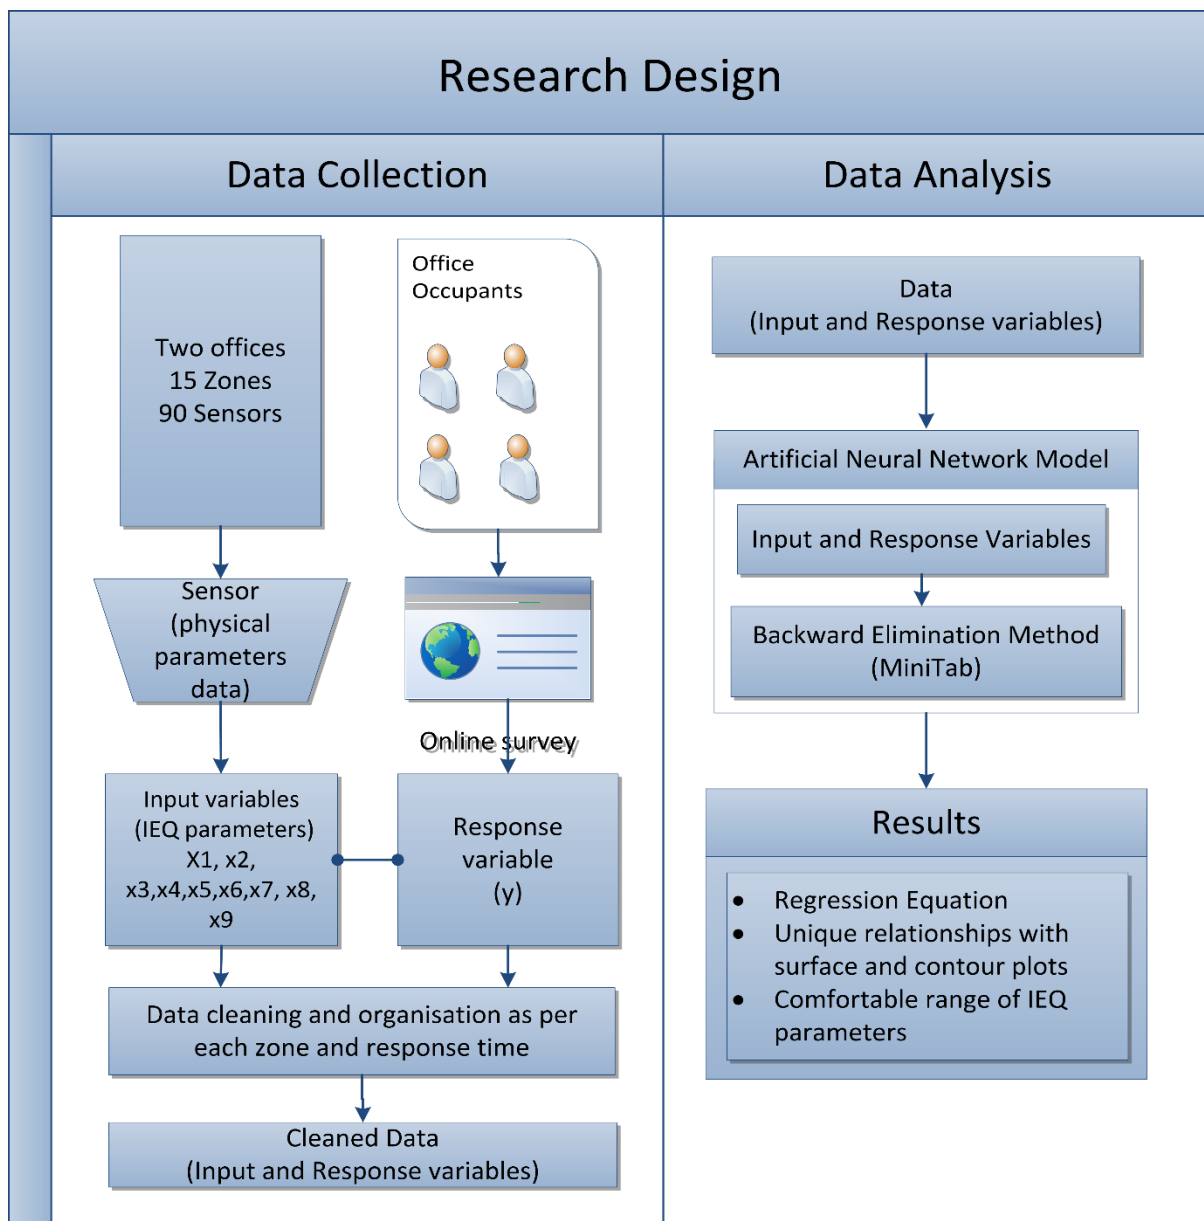 Research Design
Data Collection
Data Analysis
Two offices
15 Zones
90 Sensors
Office
Occupants
Sensor
(physical
parameters
data)
Online survey
Input variables
(IEQ parameters)
X1, x2,
x3,x4,x5,x6,x7, x8,
x9
Response
variable
(y)
Data cleaning and organisation as per
each zone and response time
Cleaned Data
(Input and Response variables)
Data
(Input and Response variables)
Artificial Neural Network Model
Input and Response Variables
Backward Elimination Method
(MiniTab)
Results
• Regression Equation
• Unique relationships with
surface and contour plots
• Comfortable range of IEQ
parameters